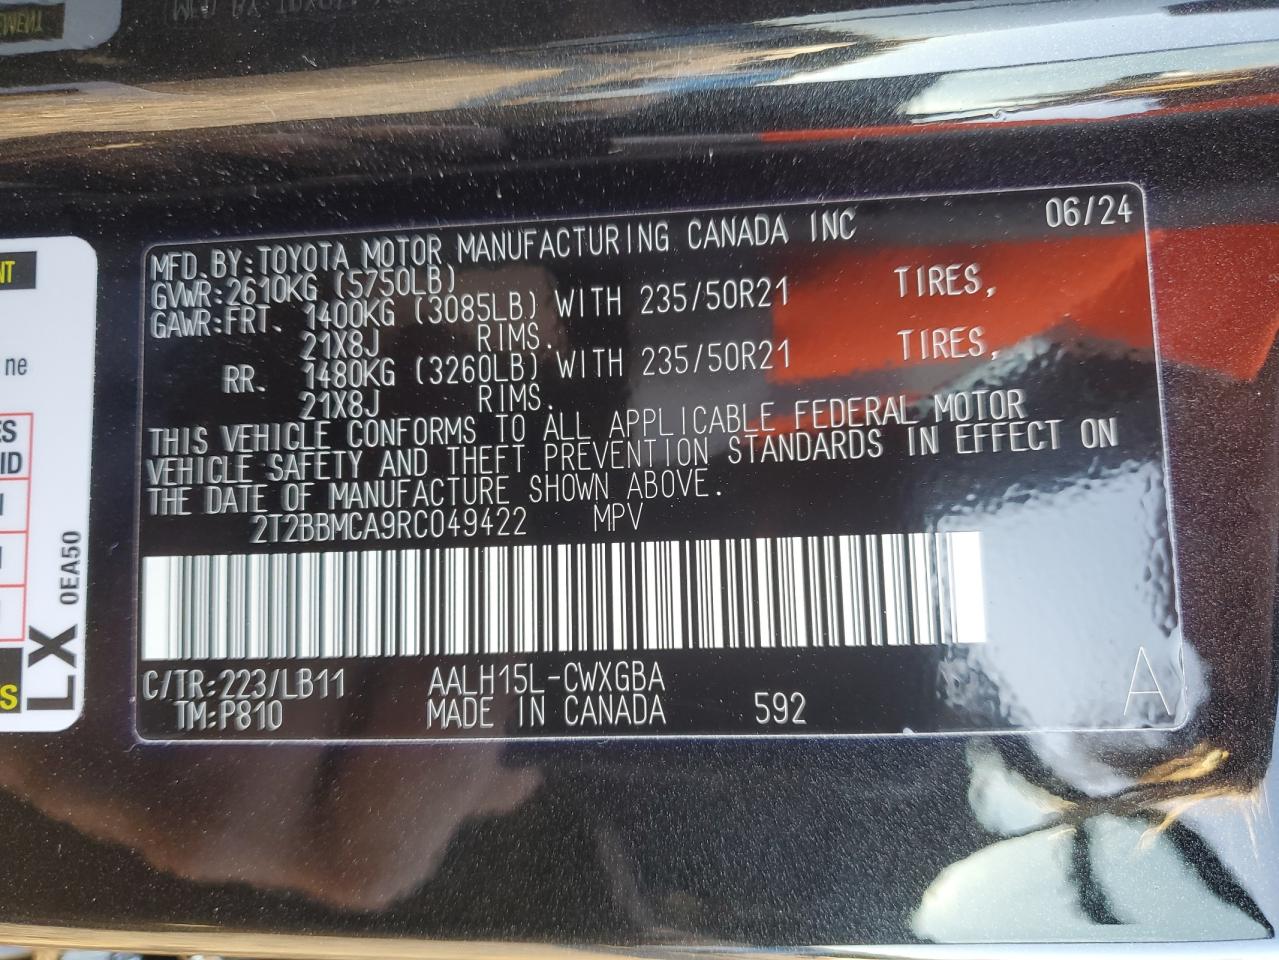 MFD.BY:TOYOTA MOTOR MANUFACTURING CANADA INC 06/24
GVWR:2610KG (5750LB)
GAWR:FRT. 1400KG (3085LB) WITH 235/50R21 TIRES,
21X8J RIMS.
RR. 1480KG (3260LB) WITH 235/50R21 TIRES,
21X8J RIMS.
THIS VEHICLE CONFORMS TO ALL APPLICABLE FEDERAL MOTOR
VEHICLE SAFETY AND THEFT PREVENTION STANDARDS IN EFFECT ON
THE DATE OF MANUFACTURE SHOWN ABOVE.
2T2BBMCA9RC049422 MPV
C/TR:223/LB11 AALH15L-CWXGBA
TM:P810 MADE IN CANADA 592
A
ne
LX 0EA50